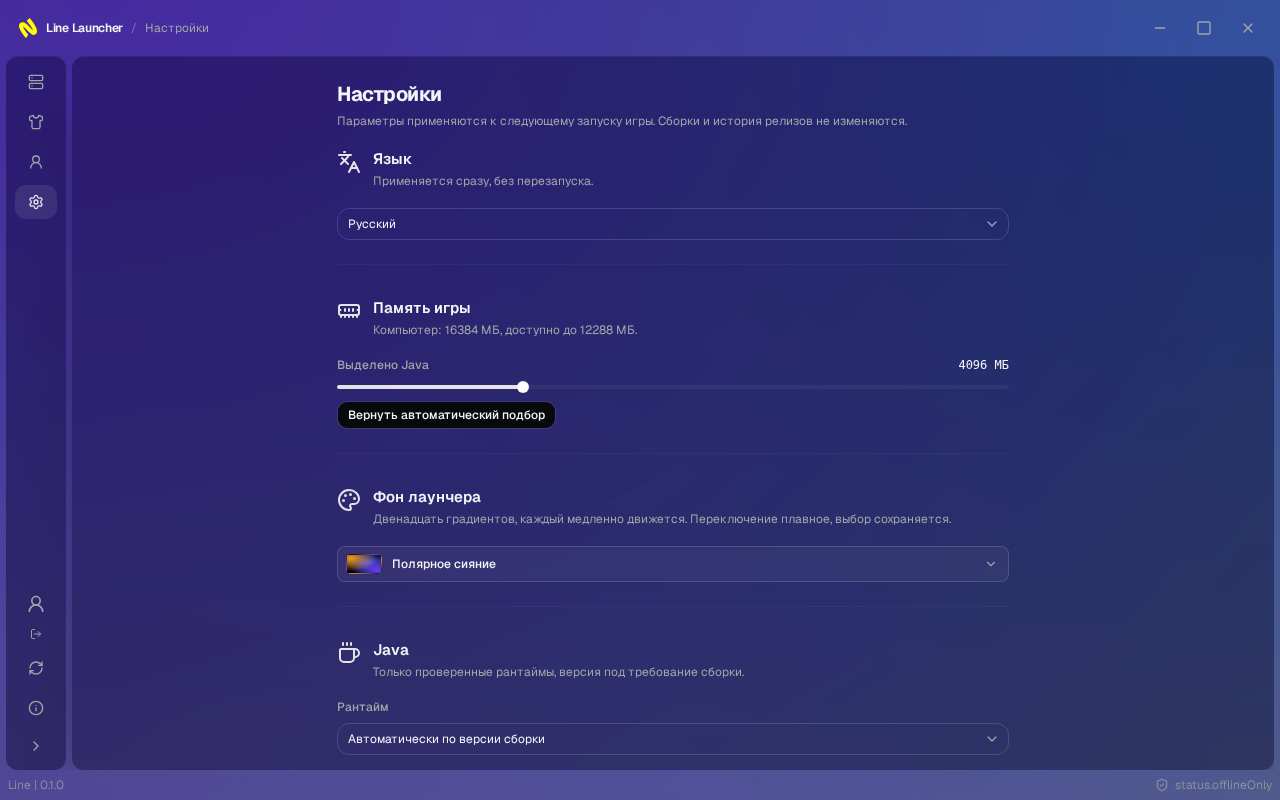 Line Launcher / Настройки
Настройки
Параметры применяются к следующему запуску игры. Сборки и история релизов не изменяются.
Язык
Применяется сразу, без перезапуска.
Русский
Память игры
Компьютер: 16384 МБ, доступно до 12288 МБ.
Выделено Java 4096 МБ
Вернуть автоматический подбор
Фон лаунчера
Двенадцать градиентов, каждый медленно движется. Переключение плавное, выбор сохраняется.
Полярное сияние
Java
Только проверенные рантаймы, версия под требование сборки.
Рантайм
Автоматически по версии сборки
Line | 0.1.0 status.offlineOnly